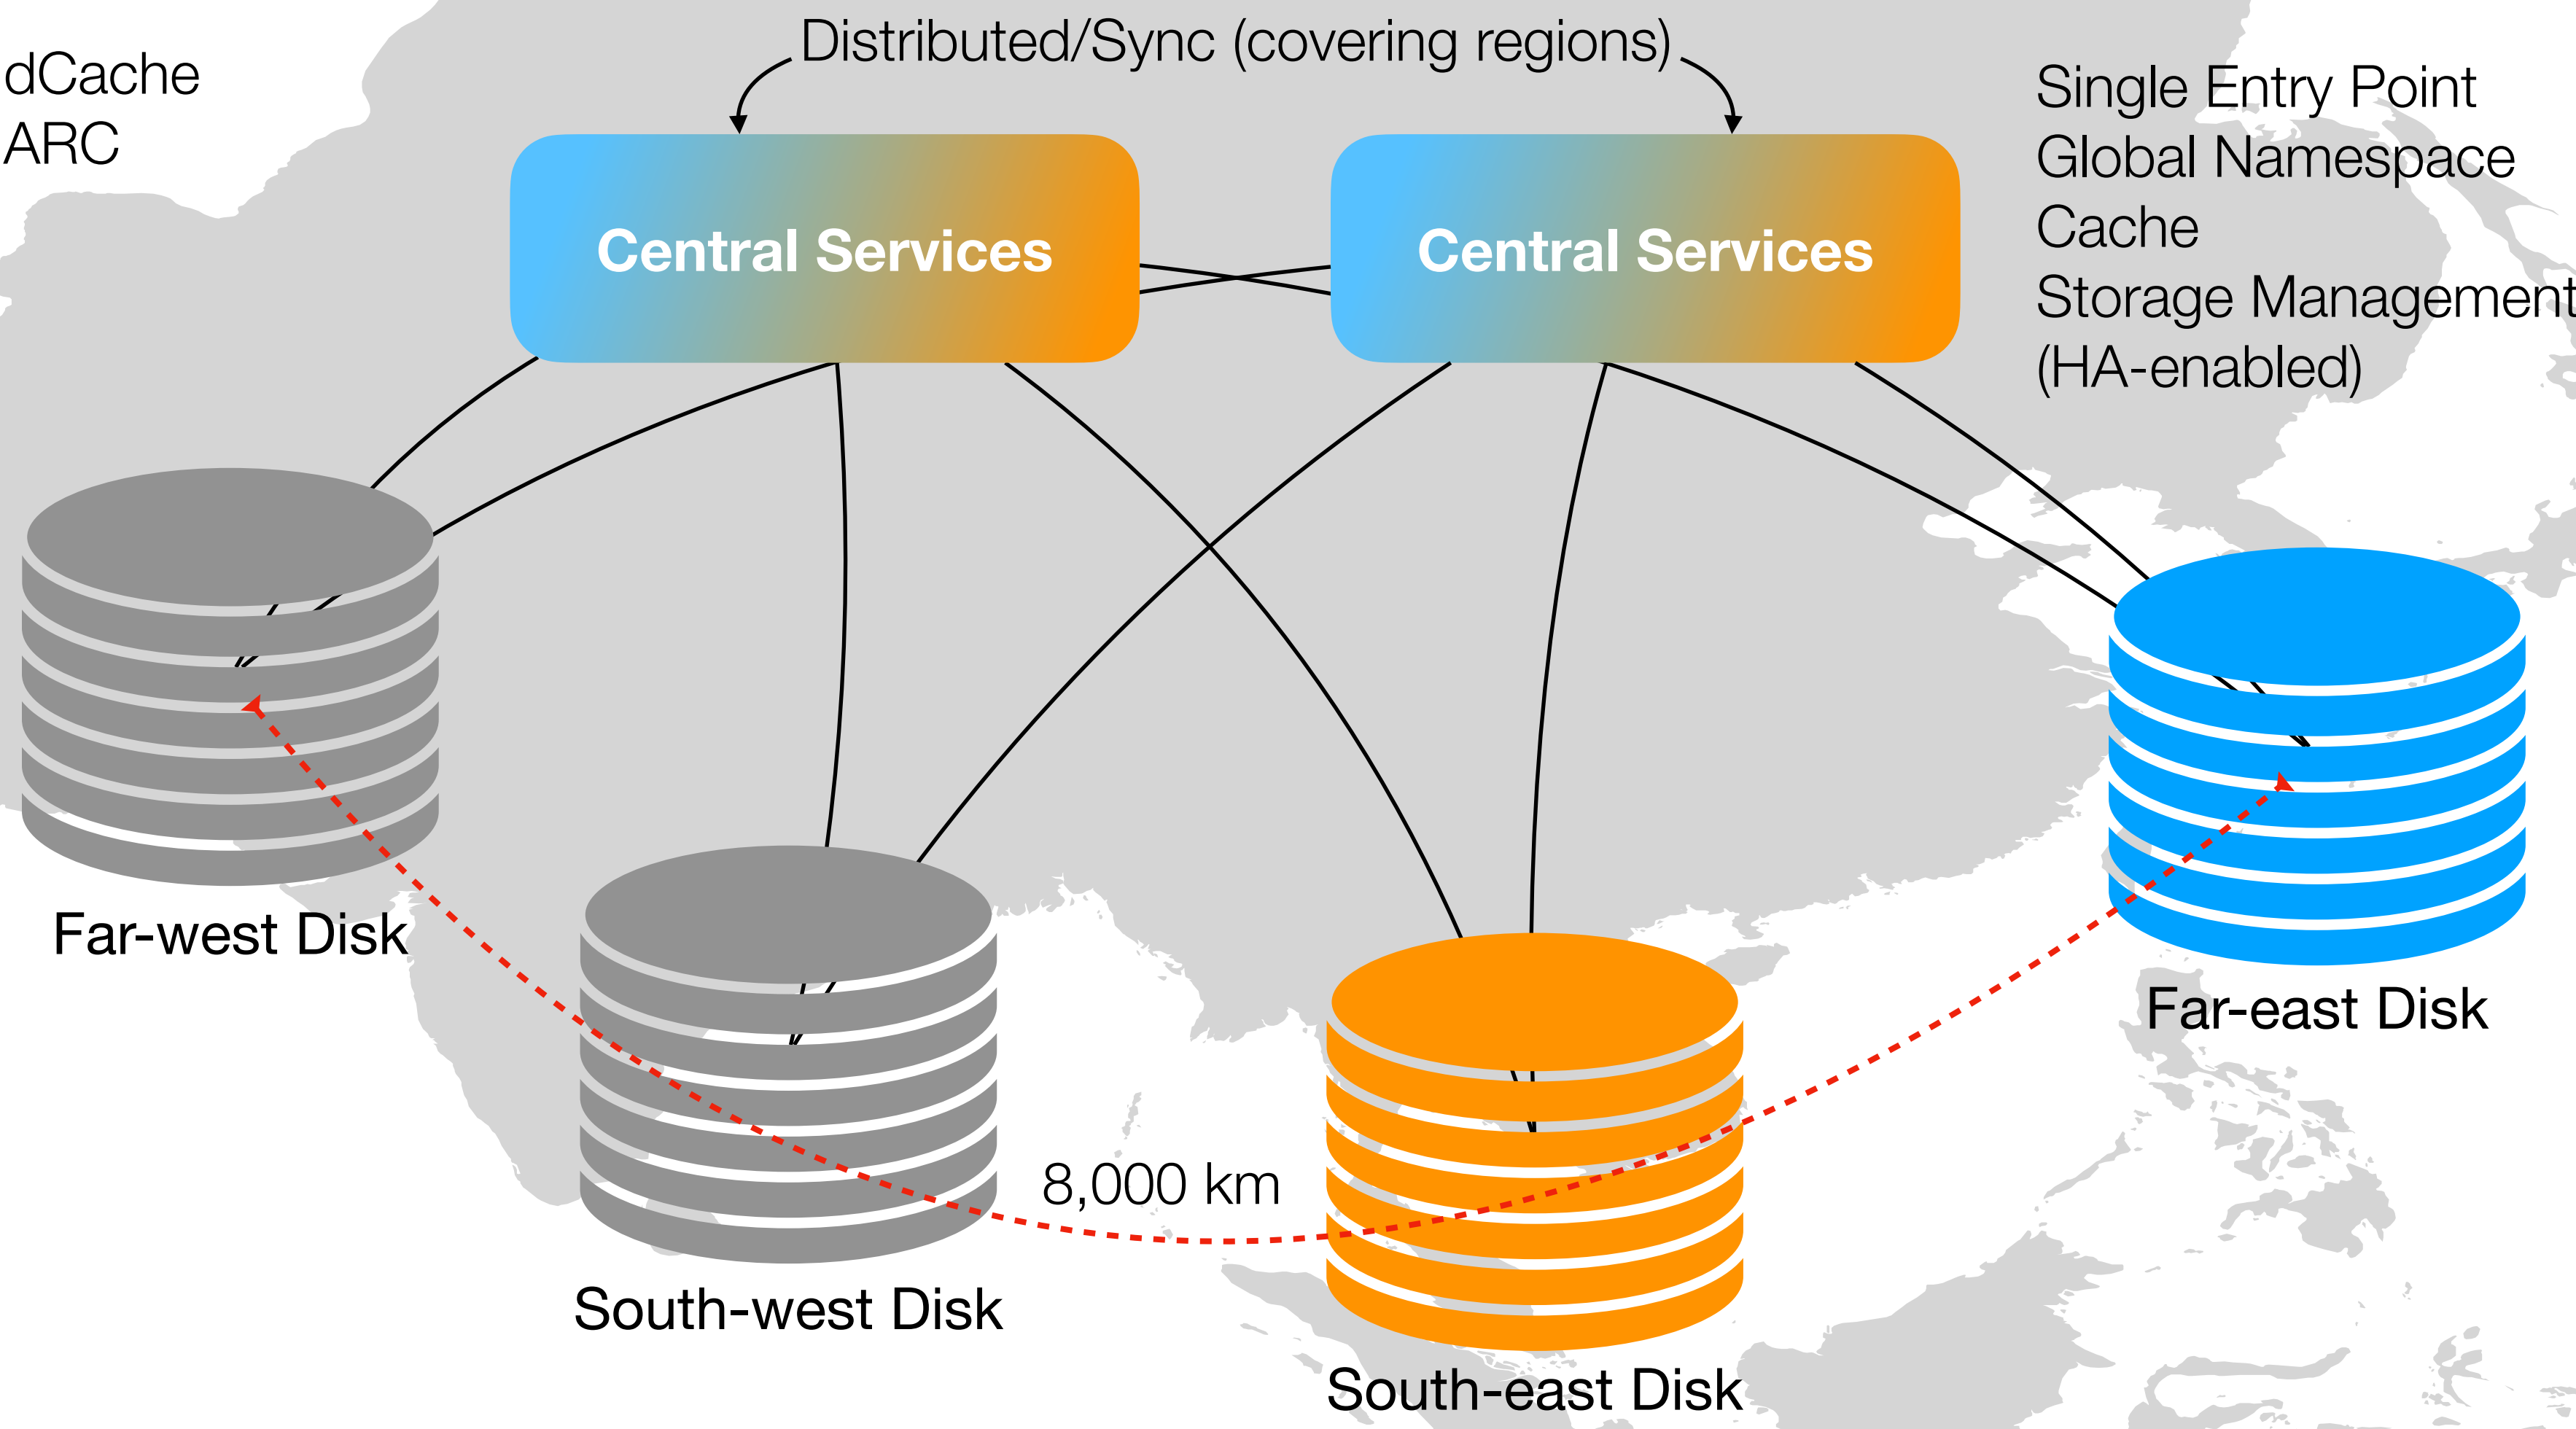 Distributed/Sync (covering regions)
dCache
ARC
Single Entry Point
Global Namespace
Cache
Storage Management
(HA-enabled)
Central Services
Central Services
Far-west Disk
Far-east Disk
8,000 km
South-west Disk
South-east Disk